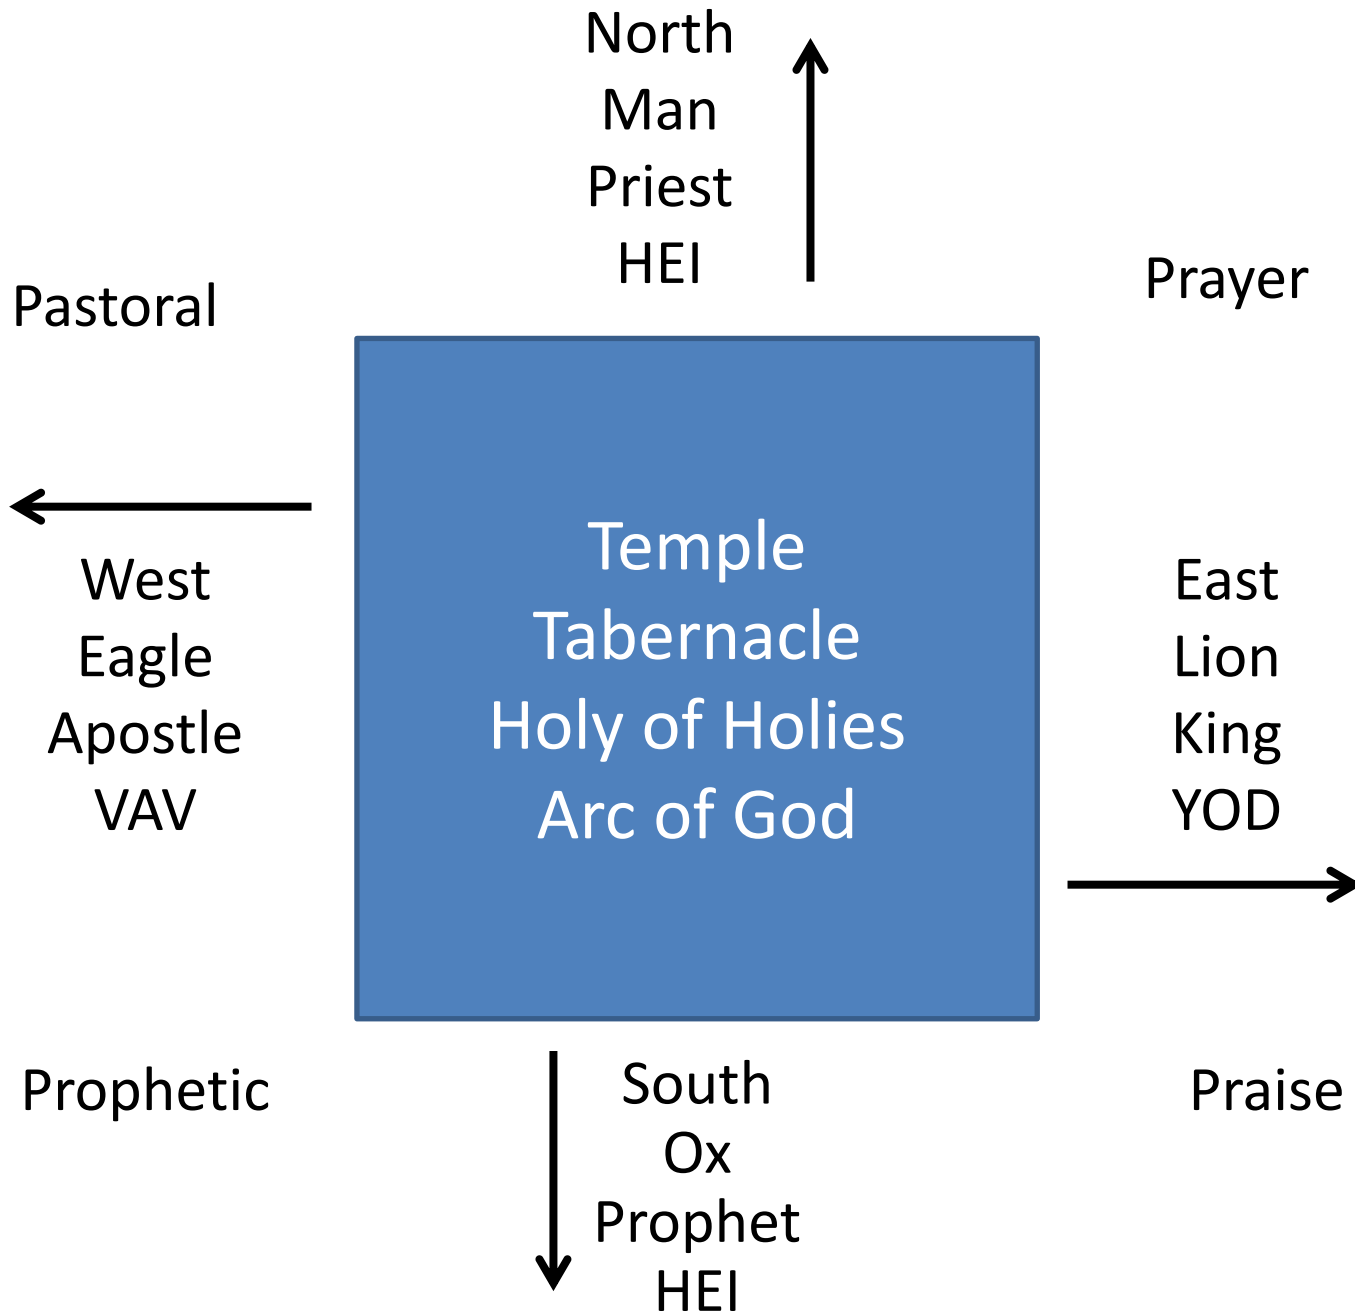 North
Man
Priest
HEI
Pastoral
Prayer
Temple
Tabernacle
Holy of Holies
Arc of God
West
Eagle
Apostle
VAV
East
Lion
King
YOD
Prophetic
Praise
South
Ox
Prophet
HEI